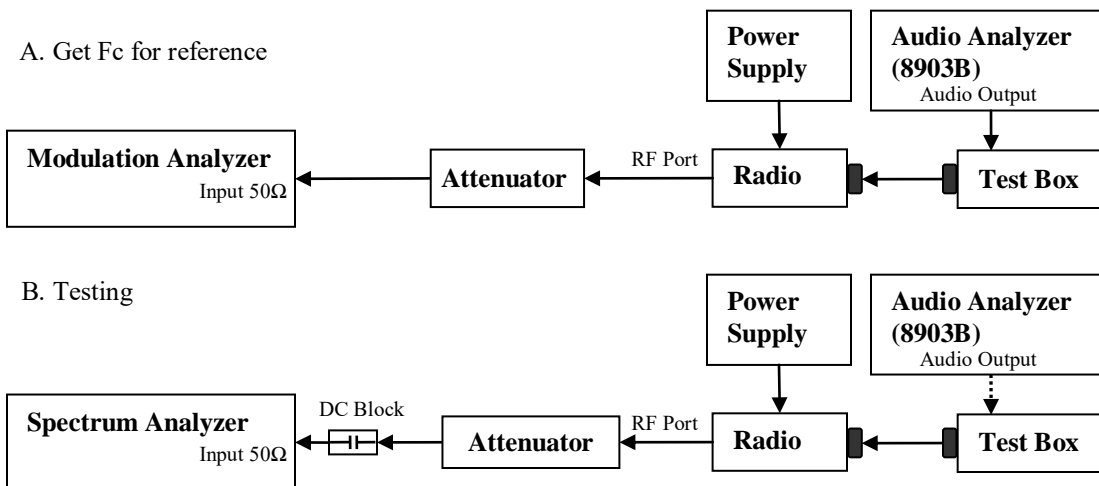 A. Get Fc for reference
Power
Supply
Audio Analyzer
(8903B)
Audio Output
Modulation Analyzer
Input 50Ω
Attenuator
RF Port
Radio
Test Box
B. Testing
Power
Supply
Audio Analyzer
(8903B)
Audio Output
Spectrum Analyzer
Input 50Ω
DC Block
Attenuator
RF Port
Radio
Test Box